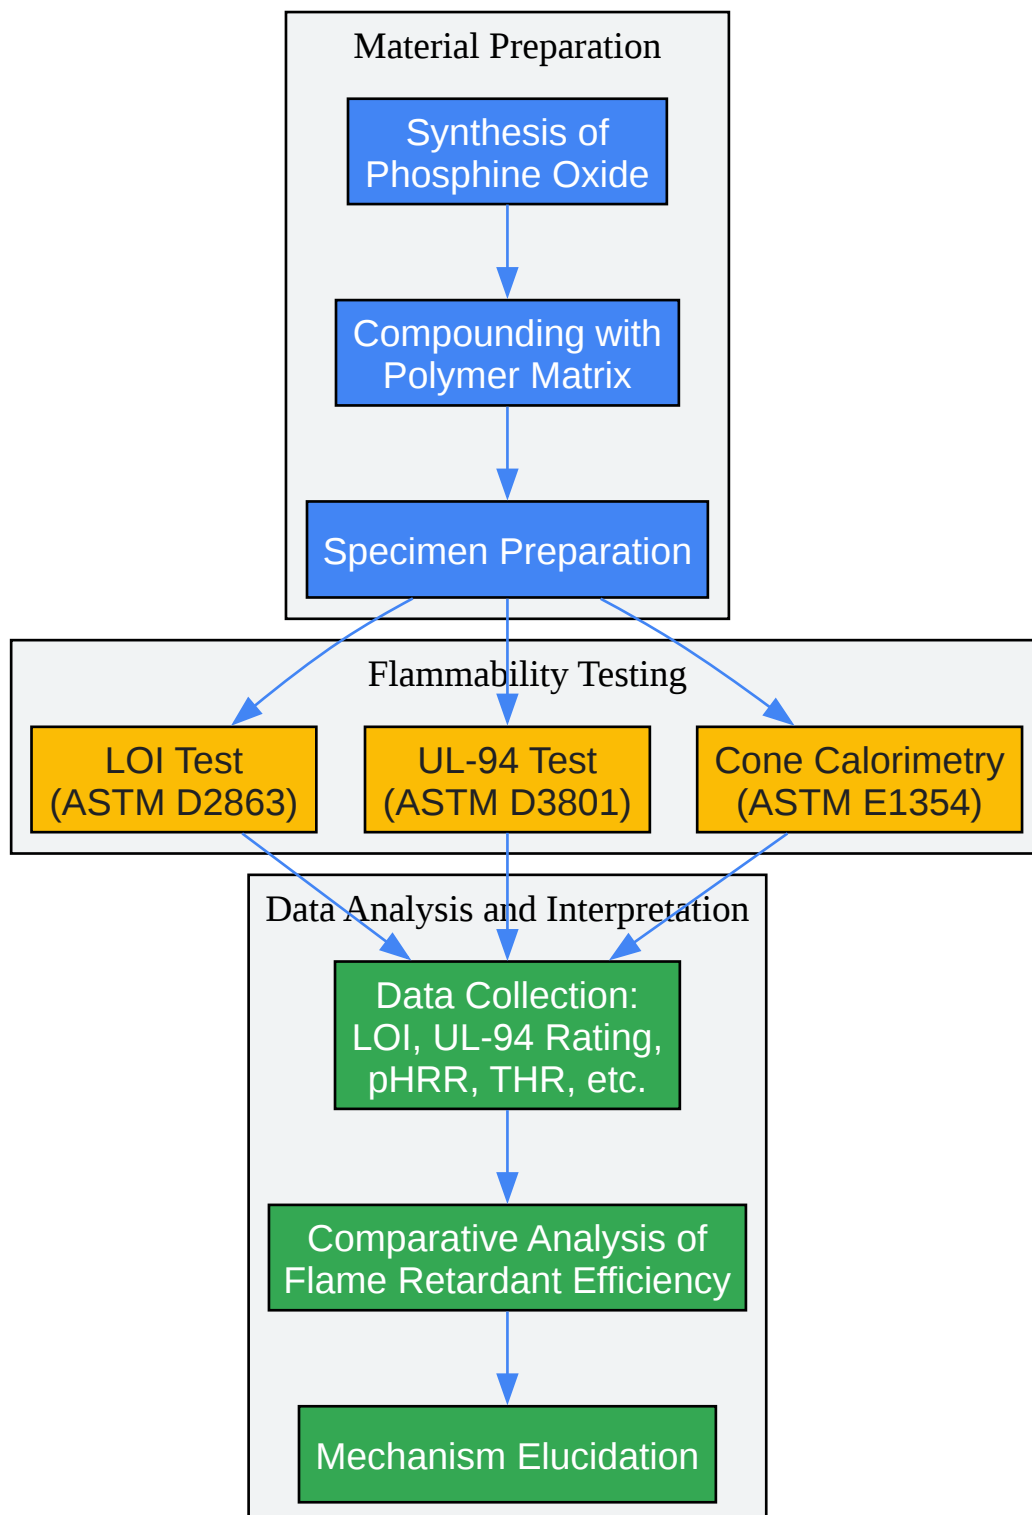 Material Preparation
Synthesis of
Phosphine Oxide
Compounding with
Polymer Matrix
Specimen Preparation
Flammability Testing
LOI Test
(ASTM D2863)
UL-94 Test
(ASTM D3801)
Cone Calorimetry
(ASTM E1354)
Data Analysis and Interpretation
Data Collection:
LOI, UL-94 Rating,
pHRR, THR, etc.
Comparative Analysis of
Flame Retardant Efficiency
Mechanism Elucidation